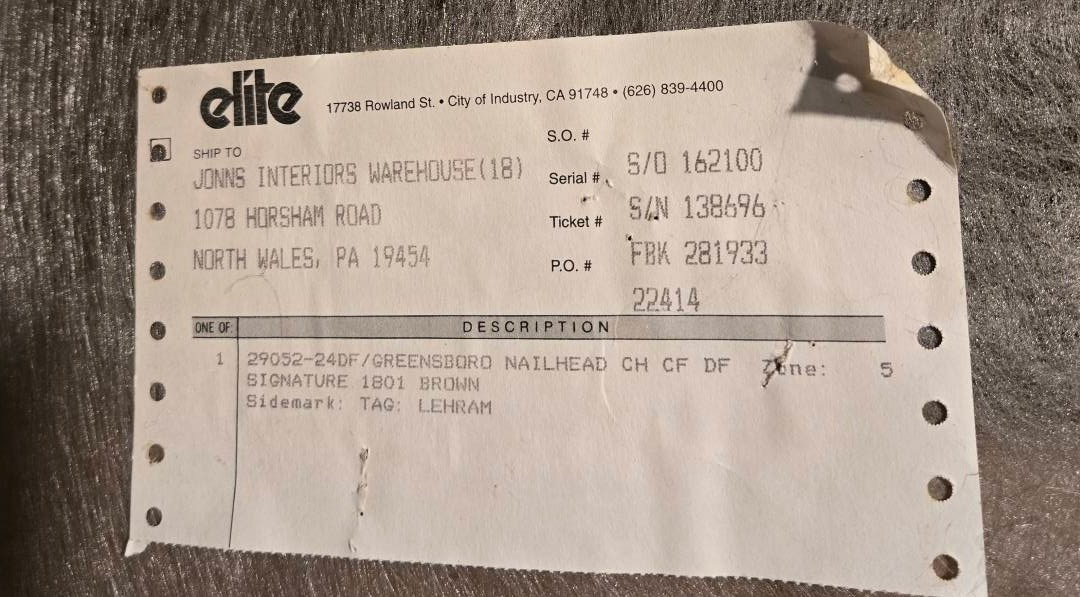 elite
17738 Rowland St. • City of Industry, CA 91748 • (626) 839-4400
SHIP TO
JONNS INTERIORS WAREHOUSE(18)
1078 HORSHAM ROAD
NORTH WALES, PA 19454
S.O. # S/O 162100
Serial # S/N 138696
Ticket # FBK 281933
P.O. # 22414
ONE OF: DESCRIPTION
1 29052-24DF/GREENSBORO NAILHEAD CH CF DF Zone: 5
SIGNATURE 1801 BROWN
Sidemark: TAG: LEHRAM